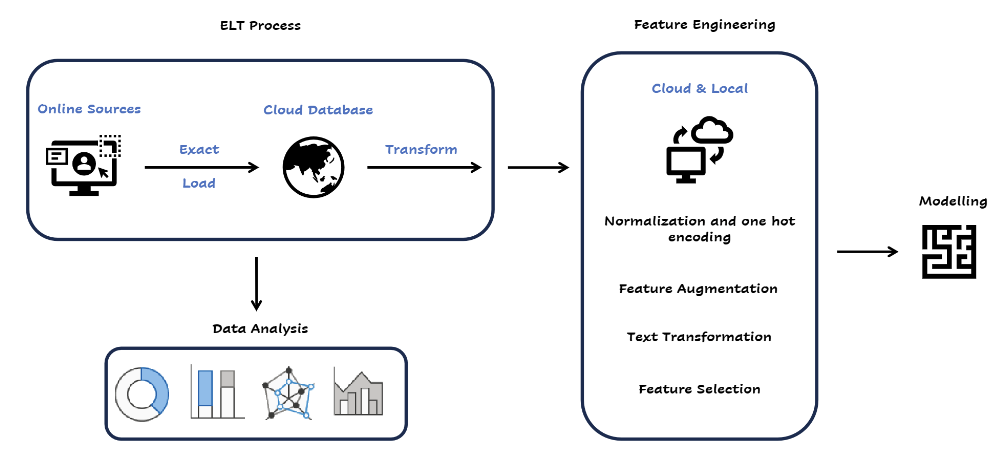 ELT Process
Online Sources
Exact
Load
Cloud Database
Transform
Data Analysis
Feature Engineering
Cloud & Local
Normalization and one hot
encoding
Feature Augmentation
Text Transformation
Feature Selection
Modelling